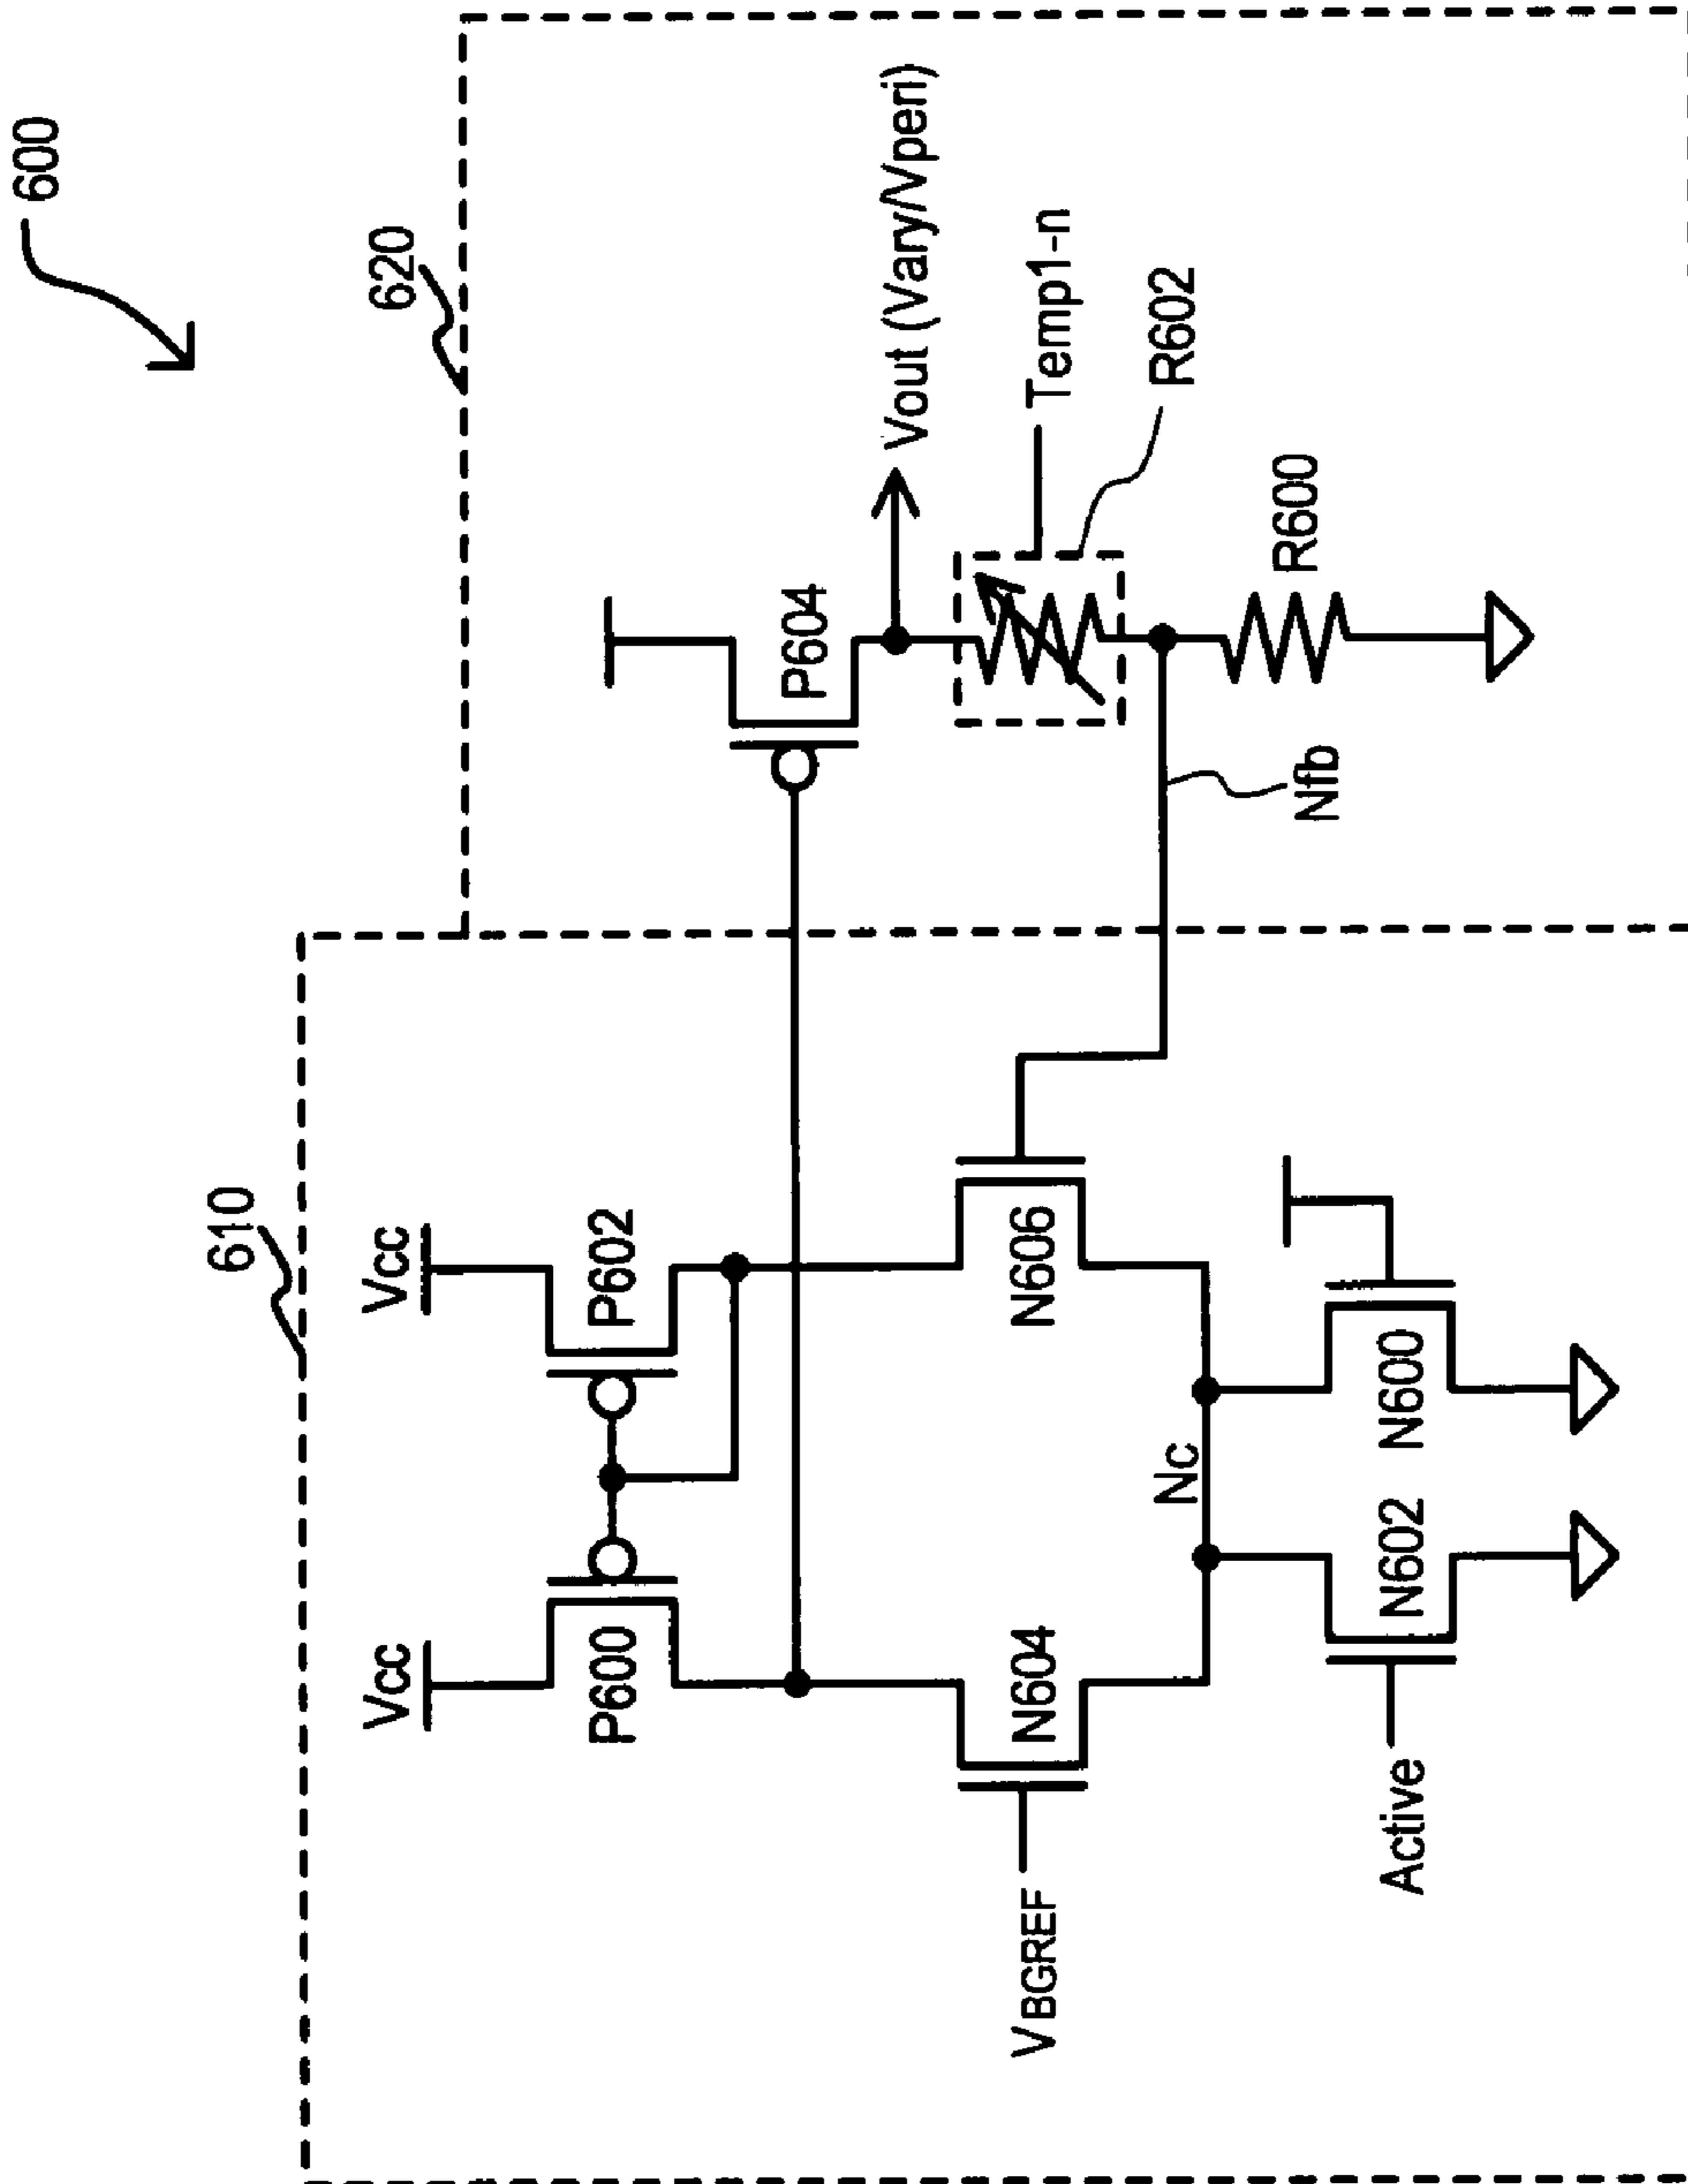 600
610
620
Vcc
Vcc
P600
P602
P604
Vout (Vary/Vperi)
Temp1-n
R602
VBGREF
N604
N606
Nfb
R600
Nc
Active
N602
N600